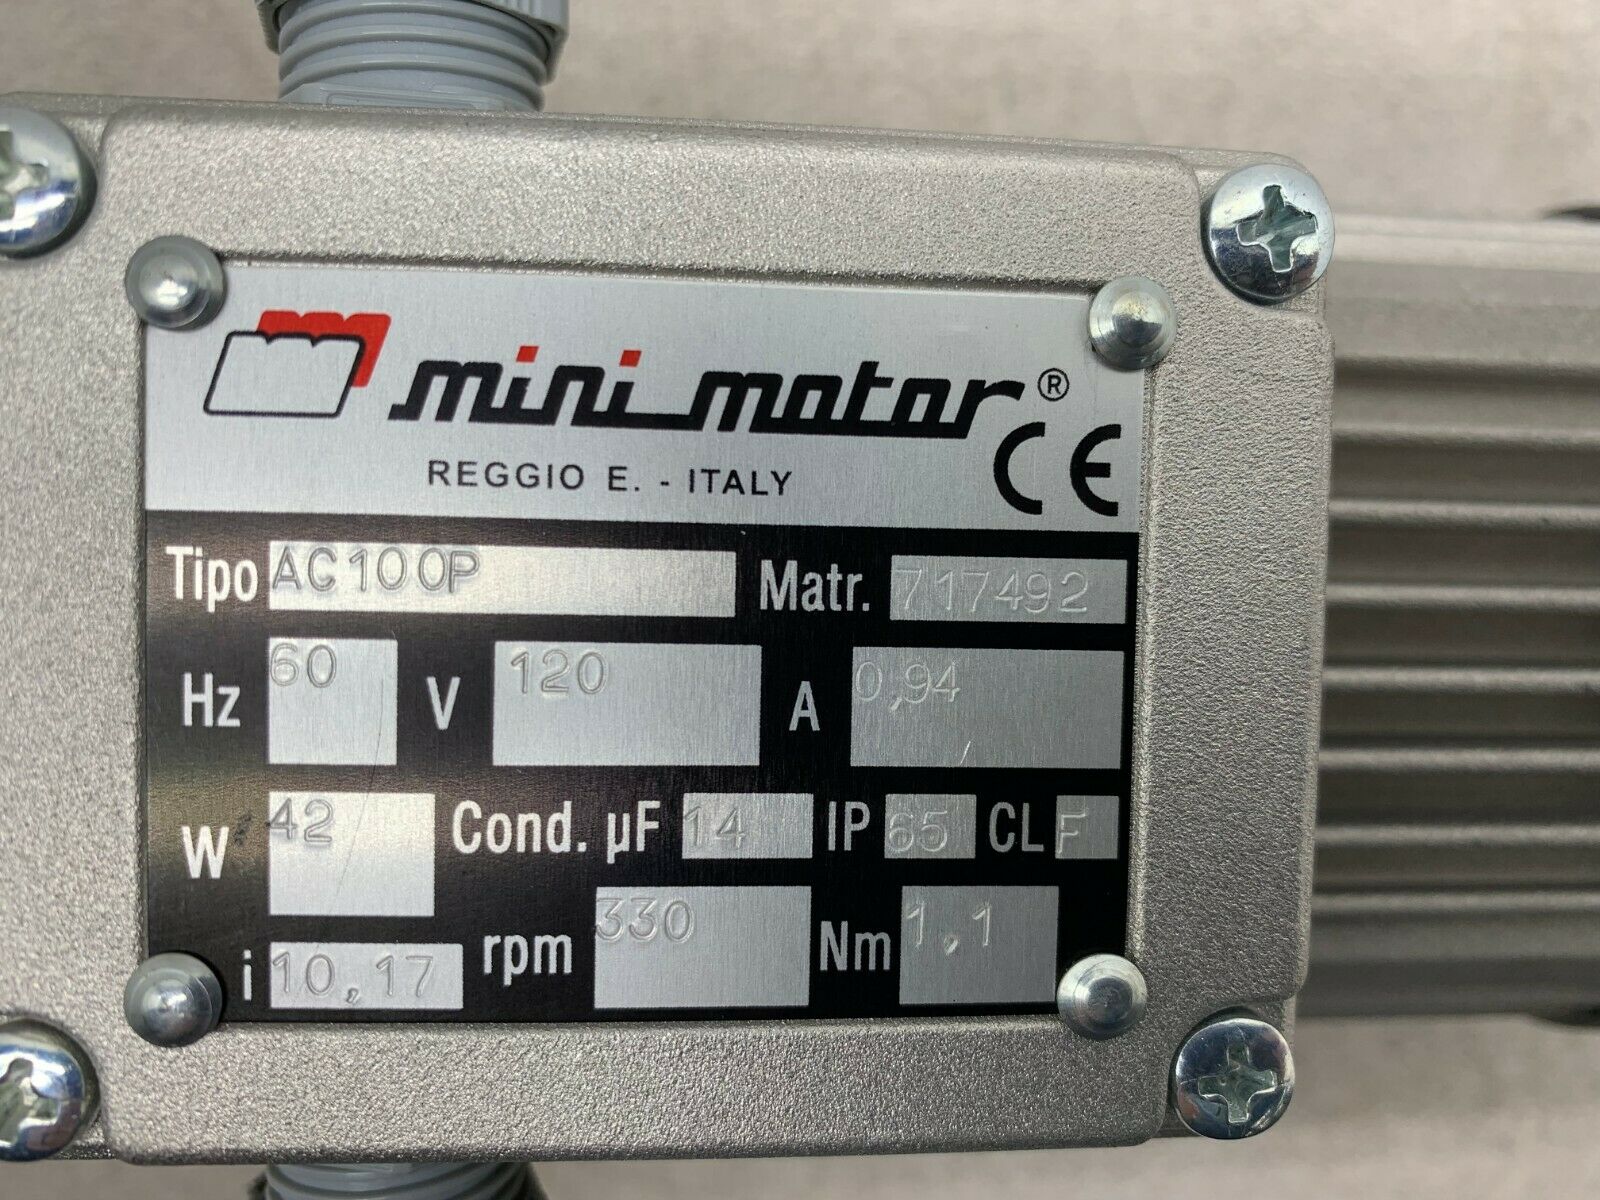 mini motor®
CE
REGGIO E. - ITALY
Tipo AC100P Matr. 717492
Hz 60 V 120 A 0,94
W 42 Cond. µF 14 IP 65 CL F
i 10,17 rpm 330 Nm 1,1